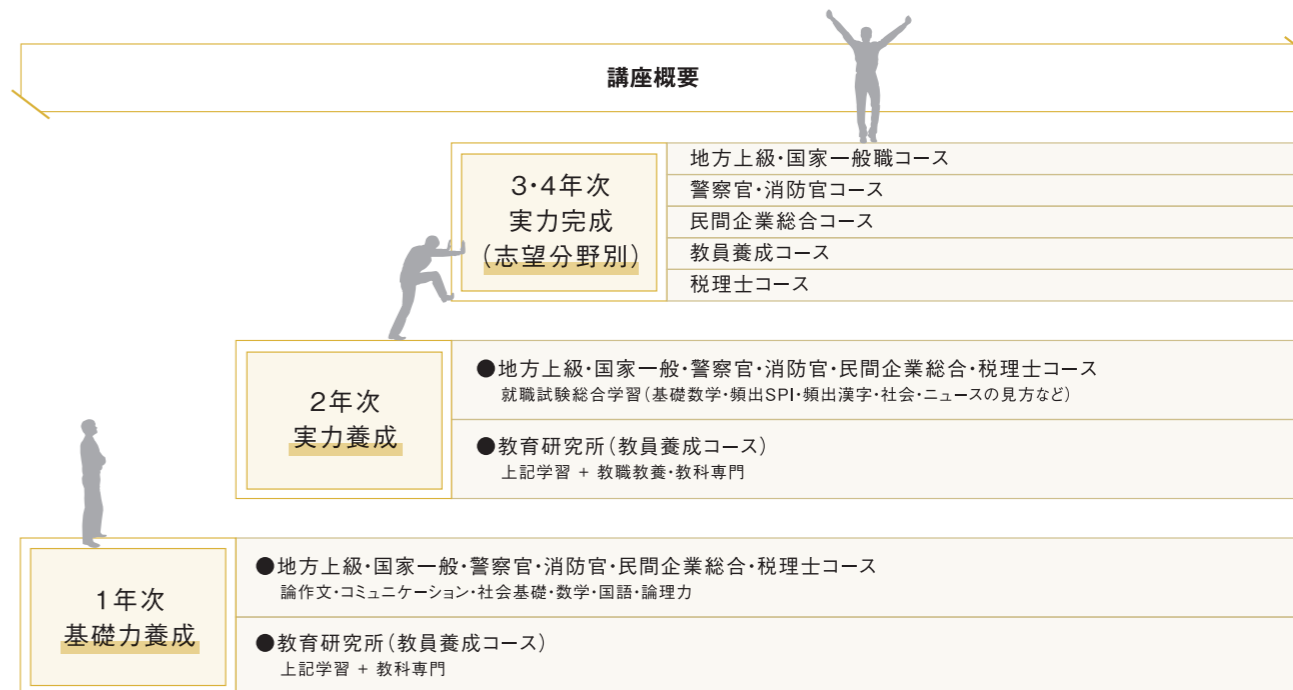 講座概要
3・4年次
実力完成
(志望分野別)
地方上級・国家一般職コース
警察官・消防官コース
民間企業総合コース
教員養成コース
税理士コース
2年次
実力養成
●地方上級・国家一般・警察官・消防官・民間企業総合・税理士コース
就職試験総合学習(基礎数学・頻出SPI・頻出漢字・社会・ニュースの見方など)
●教育研究所(教員養成コース)
上記学習 + 教職教養・教科専門
1年次
基礎力養成
●地方上級・国家一般・警察官・消防官・民間企業総合・税理士コース
論作文・コミュニケーション・社会基礎・数学・国語・論理力
●教育研究所(教員養成コース)
上記学習 + 教科専門